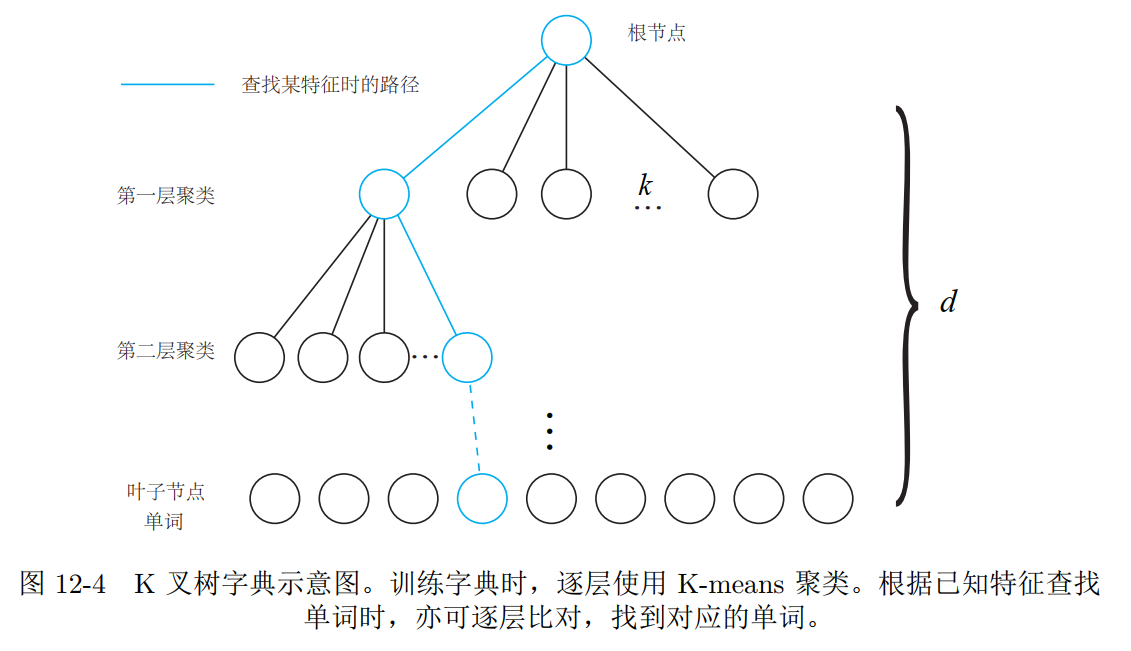 根节点
查找某特征时的路径
第一层聚类
k
...
d
第二层聚类
...
叶子节点
单词
图 12-4 K 叉树字典示意图。训练字典时，逐层使用 K-means 聚类。根据已知特征查找
单词时，亦可逐层比对，找到对应的单词。